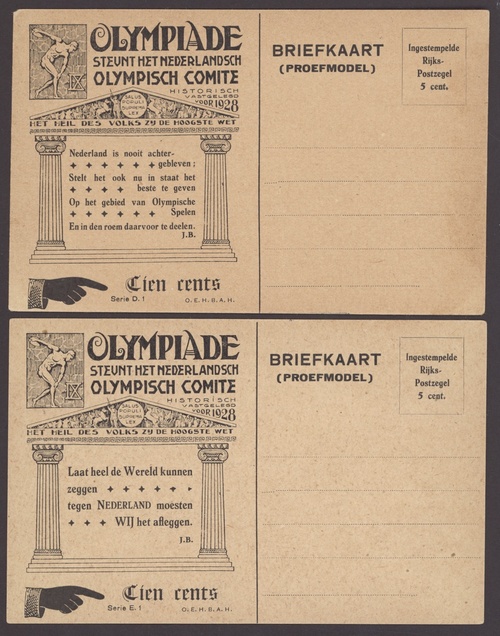 OLYMPIADE
STEUNT HET NEDERLANDSCH
OLYMPISCH COMITE
HISTORISCH
VASTGELEGD
VOOR 1928
SALUS
POPULI
SUPREMA
LEX
HET HEIL DES VOLKS ZY DE HOOGSTE WET
Nederland is nooit achter-
gebleven;
Stelt het ook nu in staat het
beste te geven
Op het gebied van Olympische
Spelen
En in den roem daarvoor te deelen.
J.B.
Tien cents
Serie D. 1
O. E. H. B. A. H.
BRIEFKAART
(PROEFMODEL)
Ingestempelde
Rijks-
Postzegel
5 cent.
OLYMPIADE
STEUNT HET NEDERLANDSCH
OLYMPISCH COMITE
HISTORISCH
VASTGELEGD
VOOR 1928
SALUS
POPULI
SUPREMA
LEX
HET HEIL DES VOLKS ZY DE HOOGSTE WET
Laat heel de Wereld kunnen
zeggen
tegen NEDERLAND moesten
WIJ het afleggen.
J.B.
Tien cents
Serie E. 1
O. E. H. B. A. H.
BRIEFKAART
(PROEFMODEL)
Ingestempelde
Rijks-
Postzegel
5 cent.